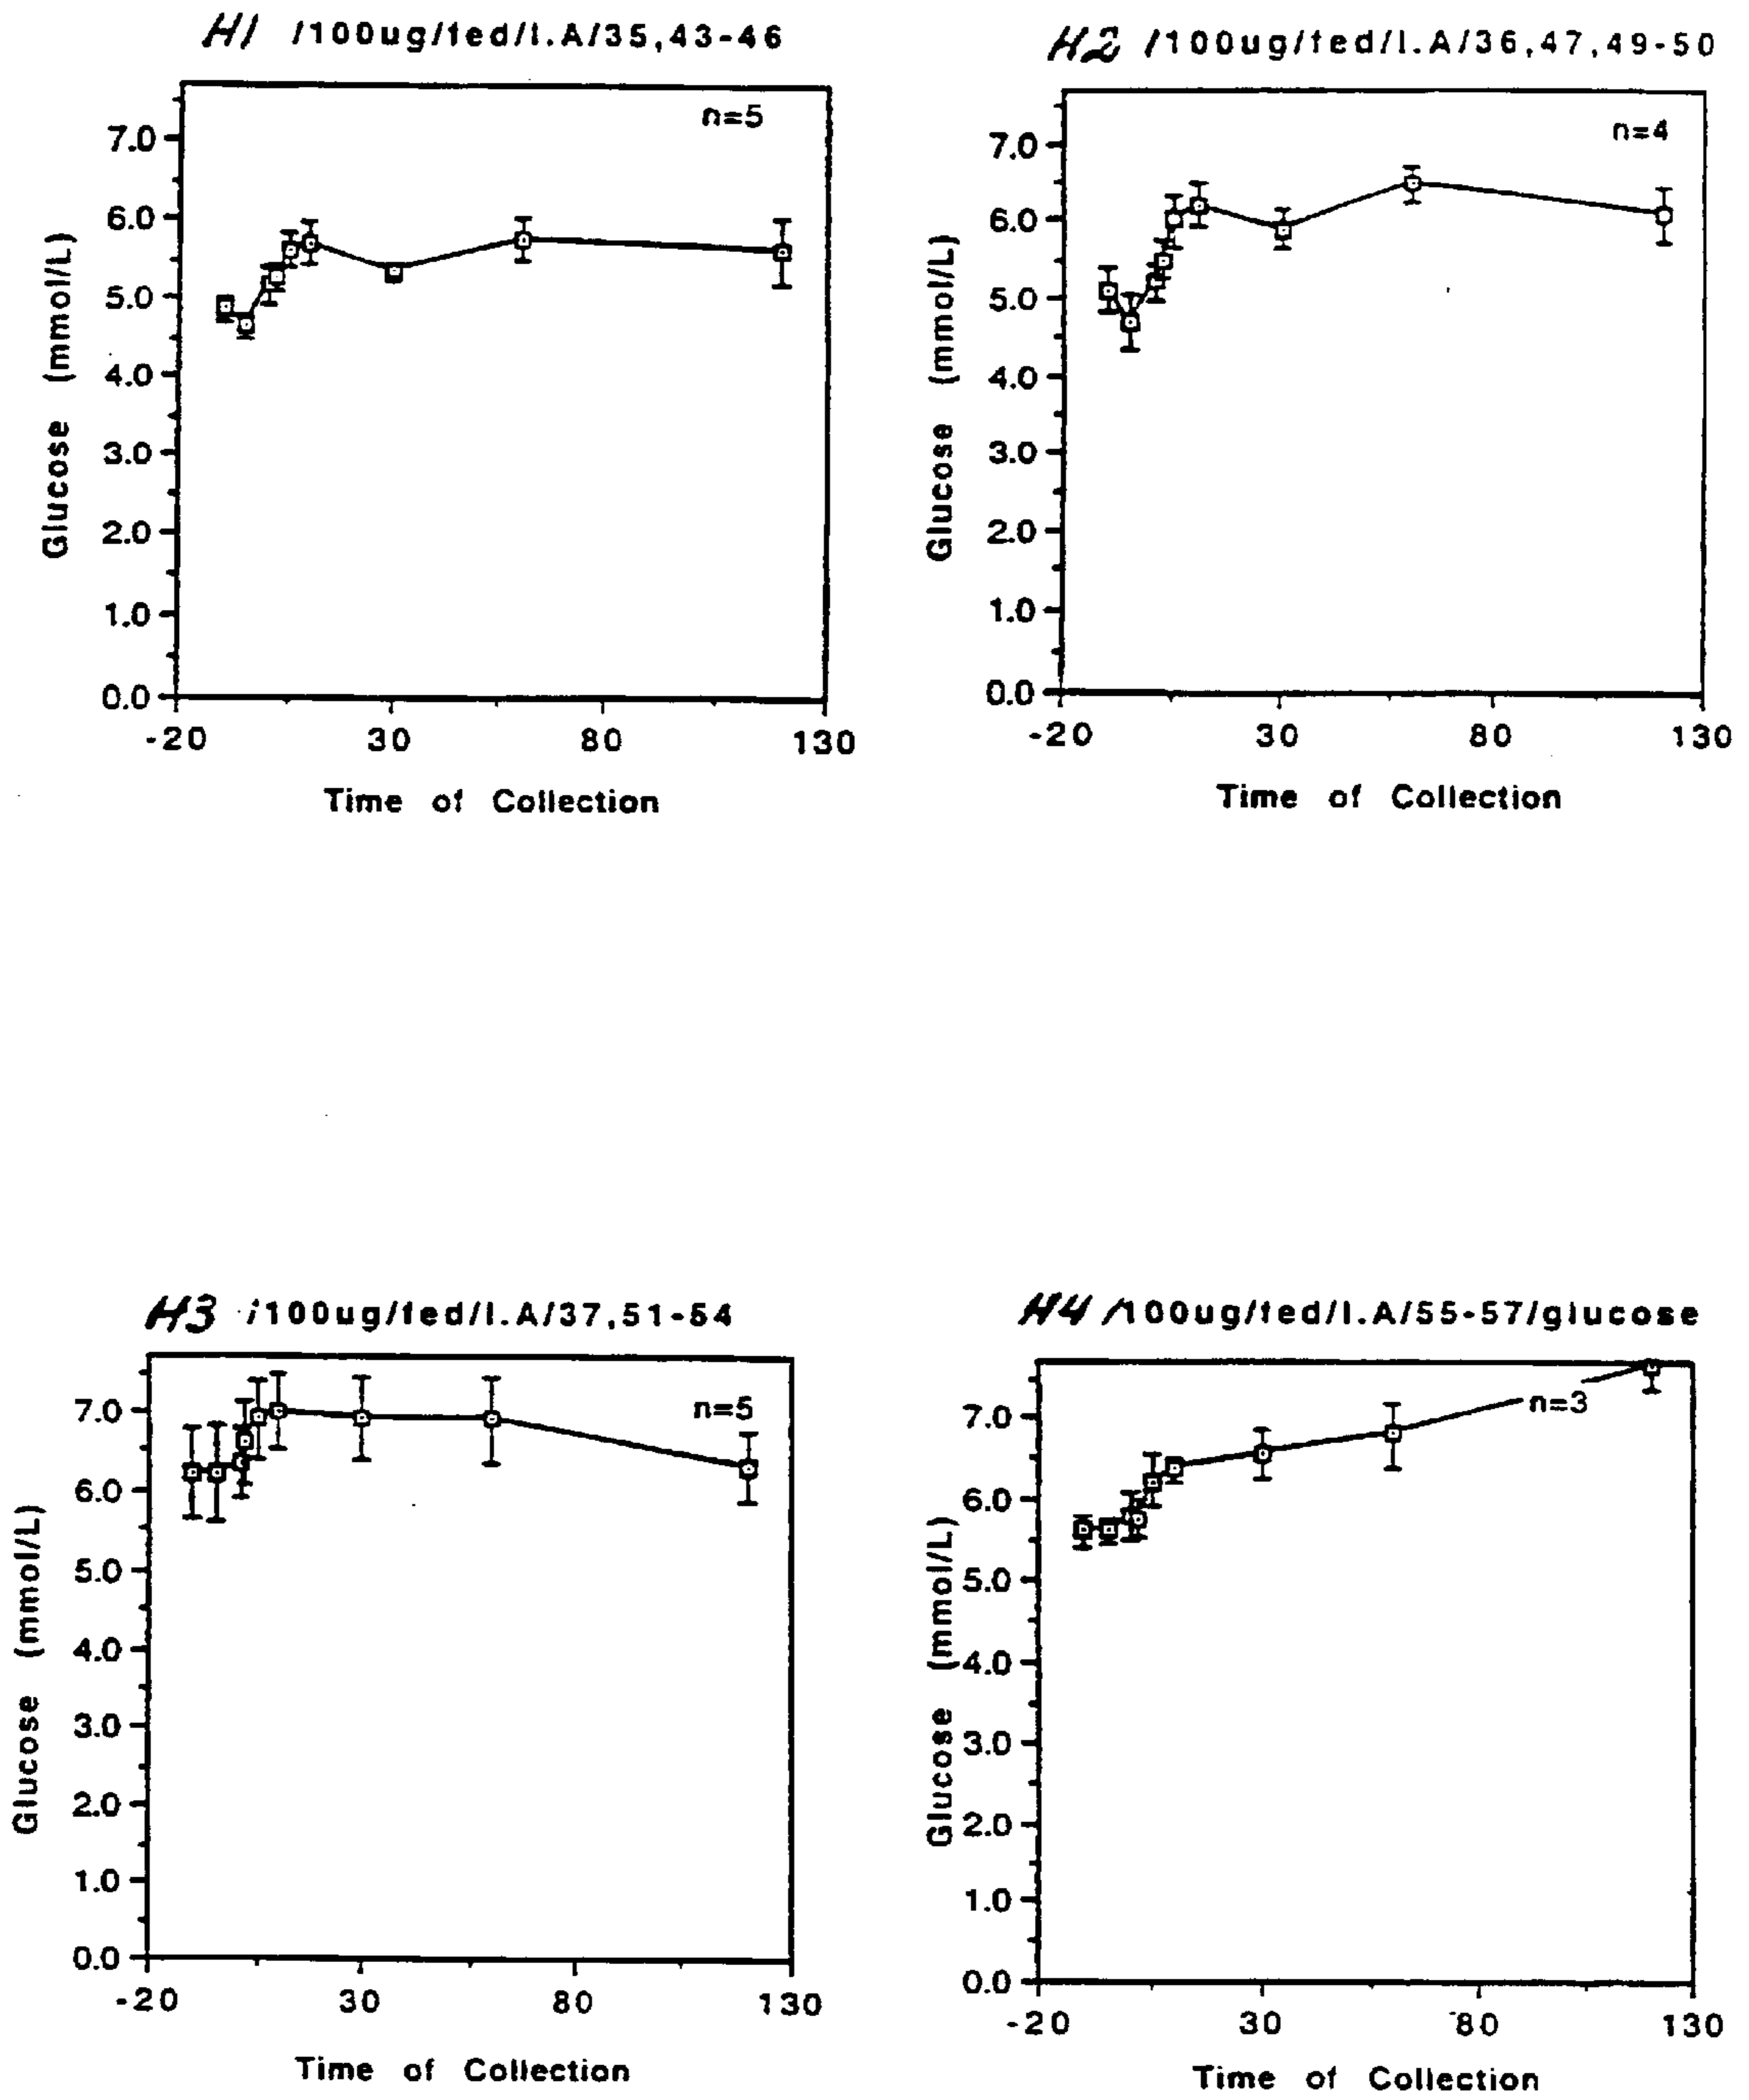 H1 /100ug/fed/I.A/35,43-46
n=5
7.0
6.0
5.0
4.0
3.0
2.0
1.0
0.0
Glucose (mmol/L)
-20 30 80 130
Time of Collection
H2 /100ug/fed/I.A/36,47,49-50
n=4
7.0
6.0
5.0
4.0
3.0
2.0
1.0
0.0
Glucose (mmol/L)
-20 30 80 130
Time of Collection
H3 /100ug/fed/I.A/37,51-54
n=5
7.0
6.0
5.0
4.0
3.0
2.0
1.0
0.0
Glucose (mmol/L)
-20 30 80 130
Time of Collection
H4 /100ug/fed/I.A/55-57/glucose
n=3
7.0
6.0
5.0
4.0
3.0
2.0
1.0
0.0
Glucose (mmol/L)
-20 30 80 130
Time of Collection